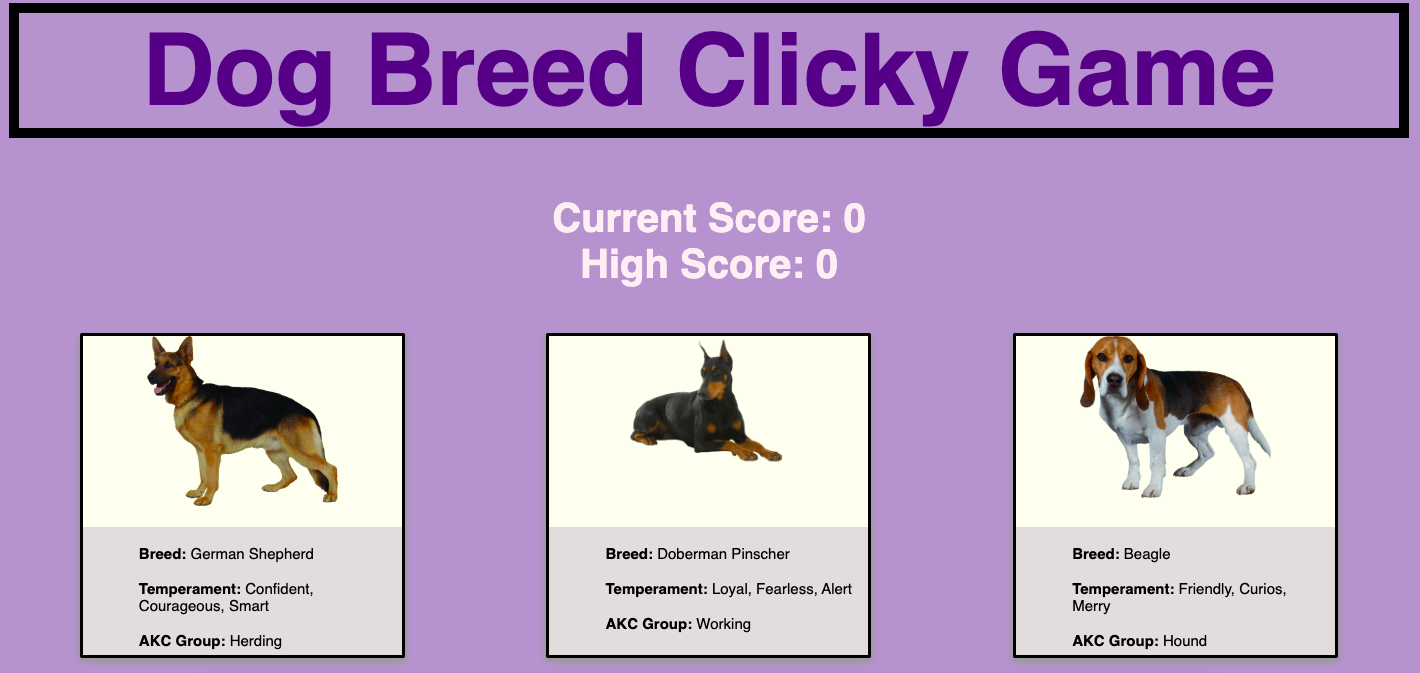 Dog Breed Clicky Game
Current Score: 0
High Score: 0
Breed: German Shepherd
Temperament: Confident,
Courageous, Smart
AKC Group: Herding
Breed: Doberman Pinscher
Temperament: Loyal, Fearless, Alert
AKC Group: Working
Breed: Beagle
Temperament: Friendly, Curios,
Merry
AKC Group: Hound